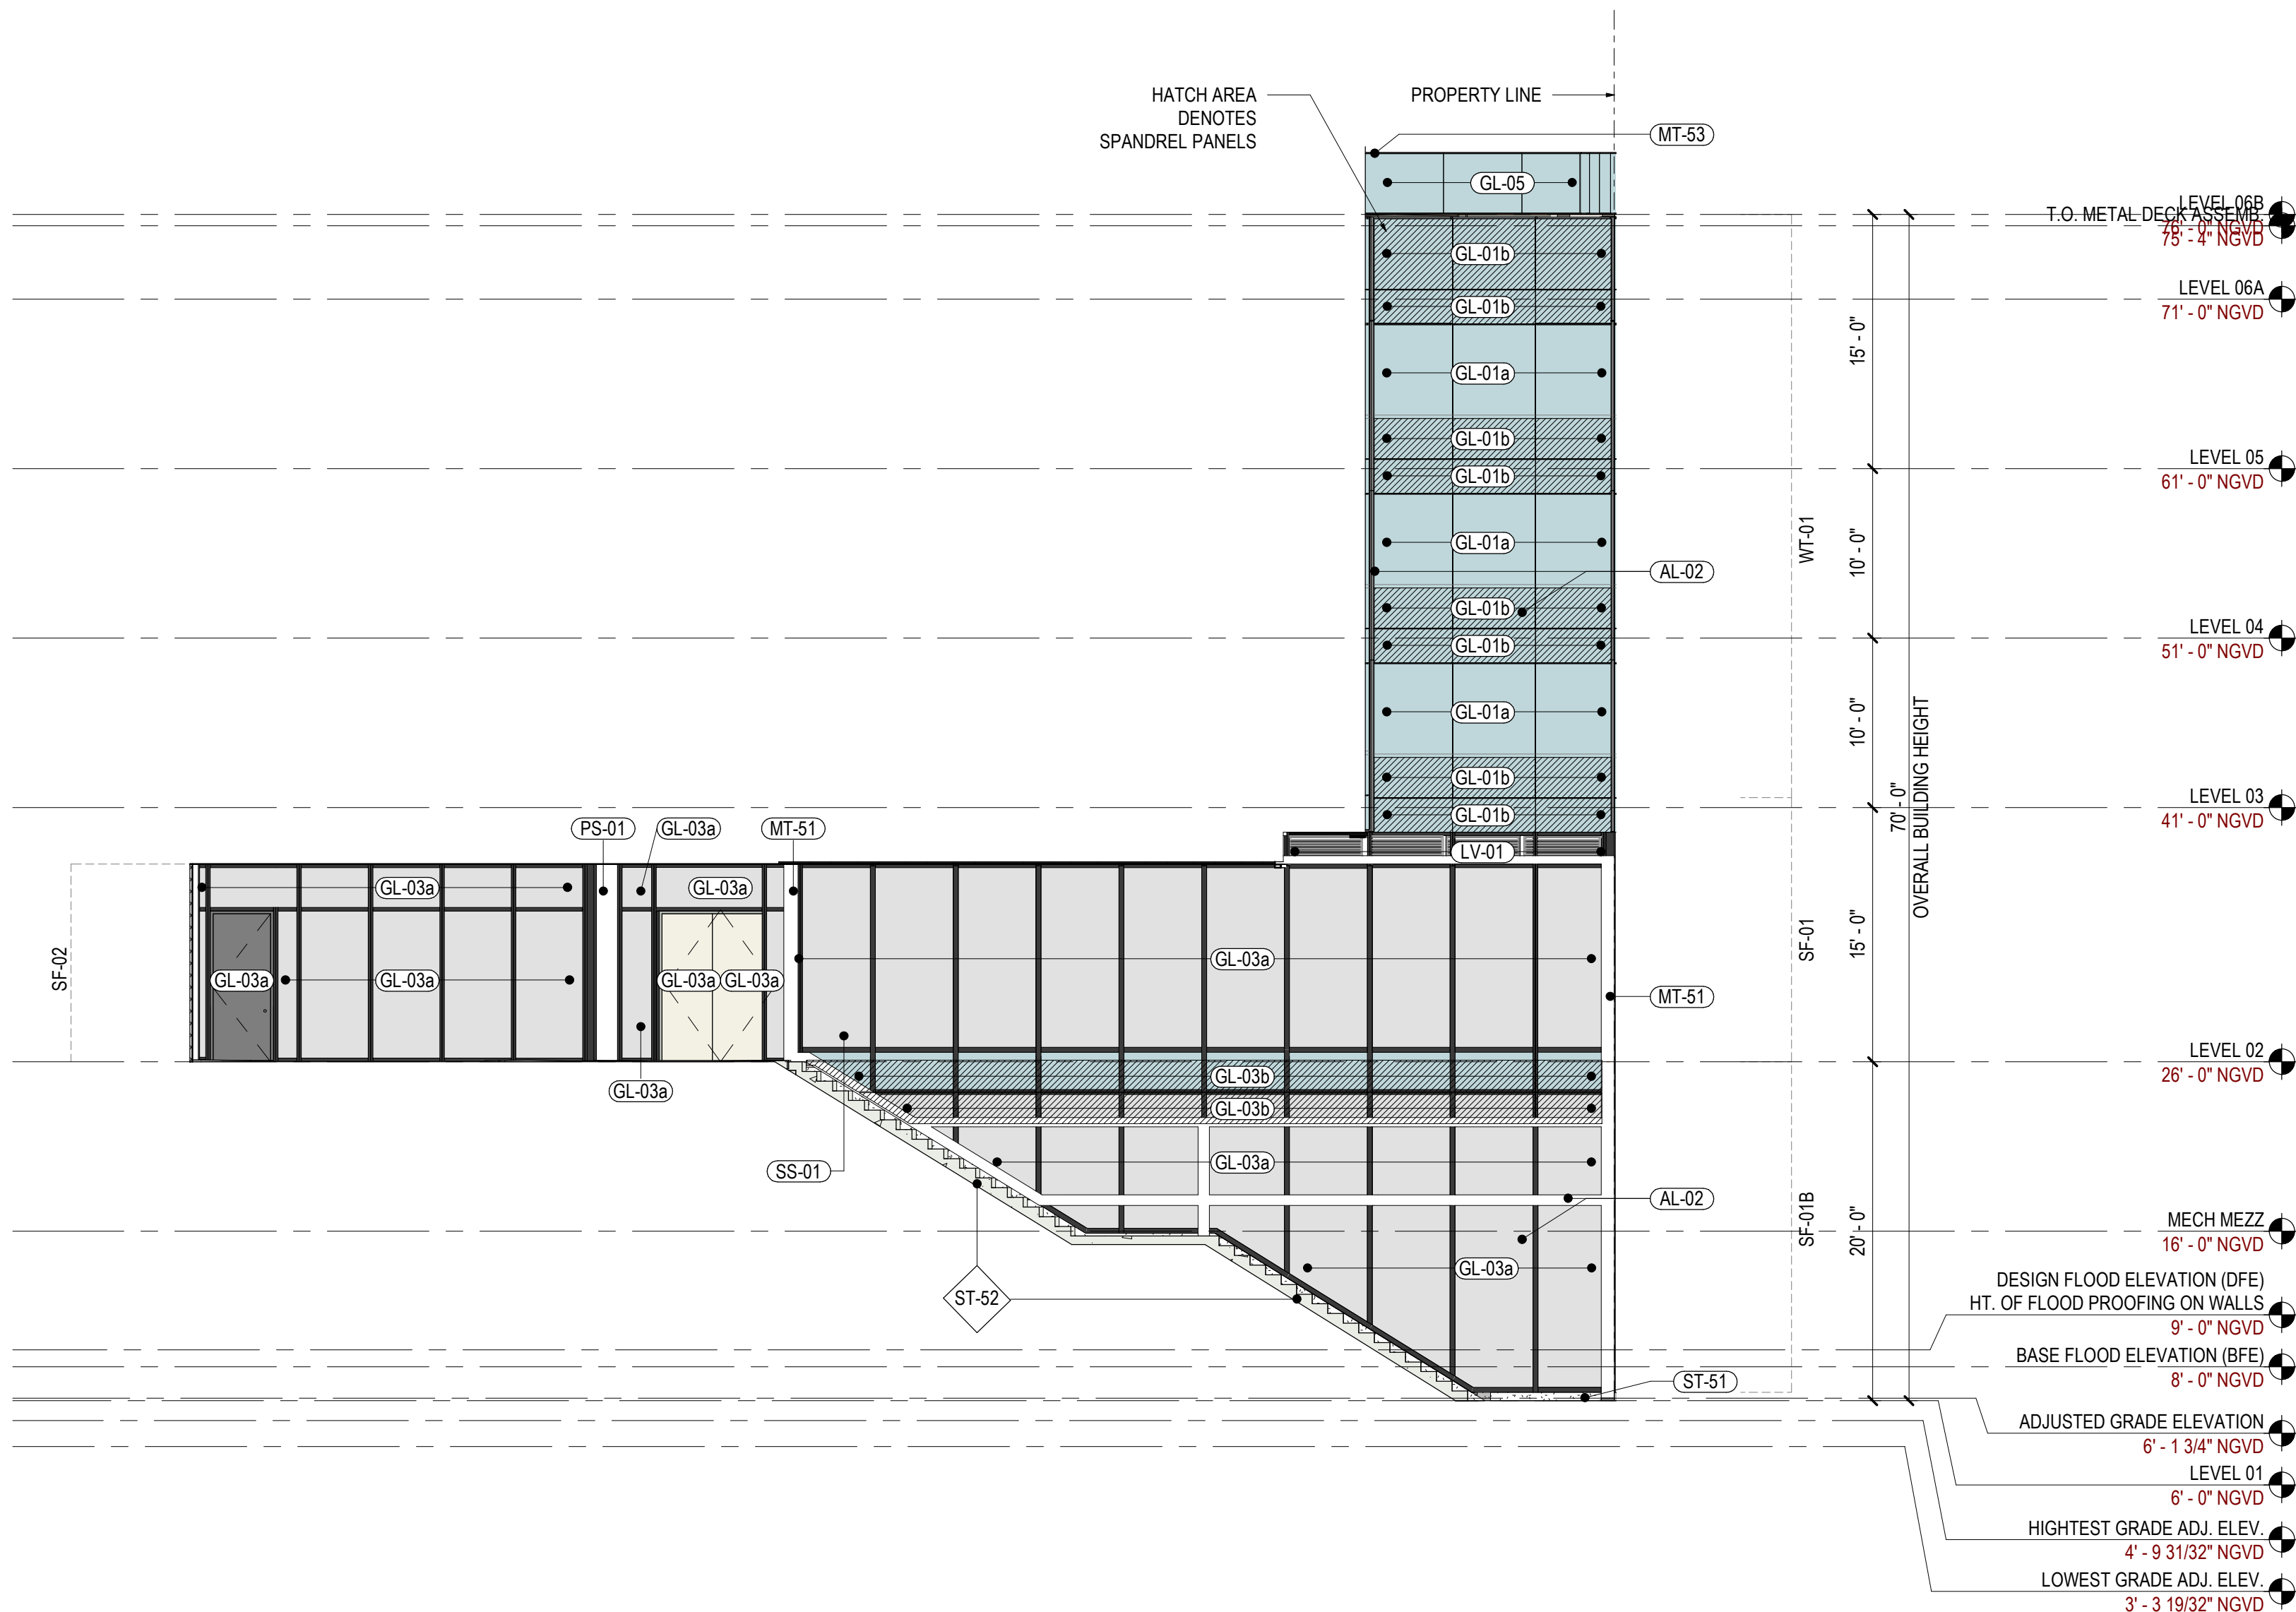 HATCH AREA
DENOTES
SPANDREL PANELS
PROPERTY LINE
MT-53
GL-05
LEVEL 06B
76' - 0" NGVD
T.O. METAL DECK ASSEMB.
75' - 4" NGVD
GL-01b
LEVEL 06A
71' - 0" NGVD
GL-01b
15' - 0"
GL-01a
GL-01b
LEVEL 05
61' - 0" NGVD
GL-01b
WT-01
10' - 0"
GL-01a
AL-02
GL-01b
LEVEL 04
51' - 0" NGVD
GL-01b
10' - 0"
GL-01a
GL-01b
LEVEL 03
41' - 0" NGVD
GL-01b
70' - 0"
OVERALL BUILDING HEIGHT
PS-01
GL-03a
MT-51
LV-01
GL-03a
GL-03a
SF-02
GL-03a
GL-03a
GL-03a
GL-03a
GL-03a
SF-01
15' - 0"
MT-51
LEVEL 02
26' - 0" NGVD
GL-03a
GL-03b
GL-03b
SS-01
GL-03a
AL-02
SF-01B
20' - 0"
MECH MEZZ
16' - 0" NGVD
GL-03a
ST-52
DESIGN FLOOD ELEVATION (DFE)
HT. OF FLOOD PROOFING ON WALLS
9' - 0" NGVD
BASE FLOOD ELEVATION (BFE)
8' - 0" NGVD
ST-51
ADJUSTED GRADE ELEVATION
6' - 1 3/4" NGVD
LEVEL 01
6' - 0" NGVD
HIGHTEST GRADE ADJ. ELEV.
4' - 9 31/32" NGVD
LOWEST GRADE ADJ. ELEV.
3' - 3 19/32" NGVD